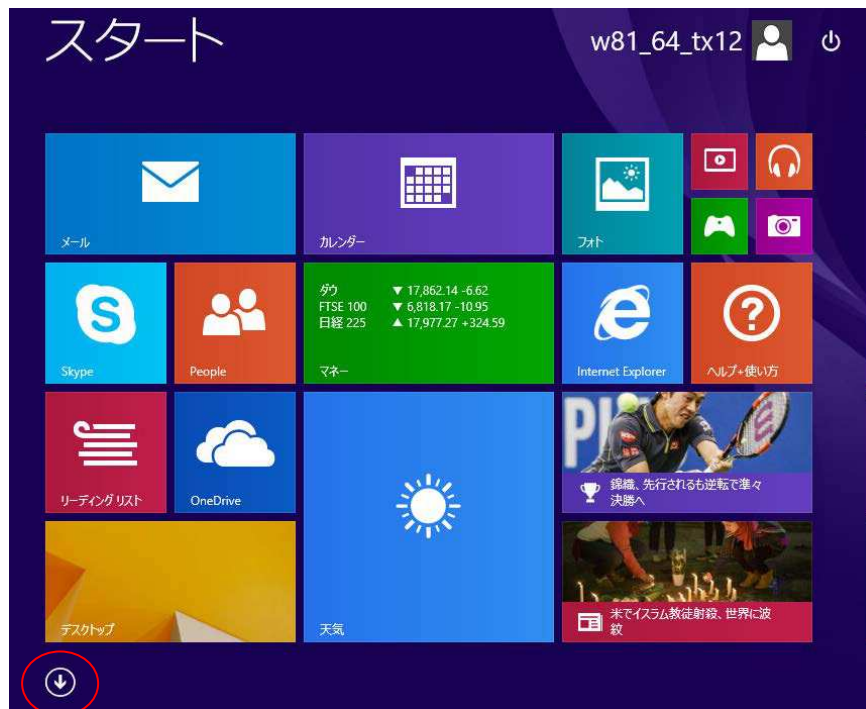 スタート
w81_64_tx12
メール
カレンダー
フォト
Skype
People
ダウ ▼ 17,862.14 -6.62
FTSE 100 ▼ 6,818.17 -10.95
日経 225 ▲ 17,977.27 +324.59
マネー
Internet Explorer
ヘルプ+使い方
リーディング リスト
OneDrive
デスクトップ
天気
錦織、先行されるも逆転で準々
決勝へ
米でイスラム教徒射殺、世界に波
紋